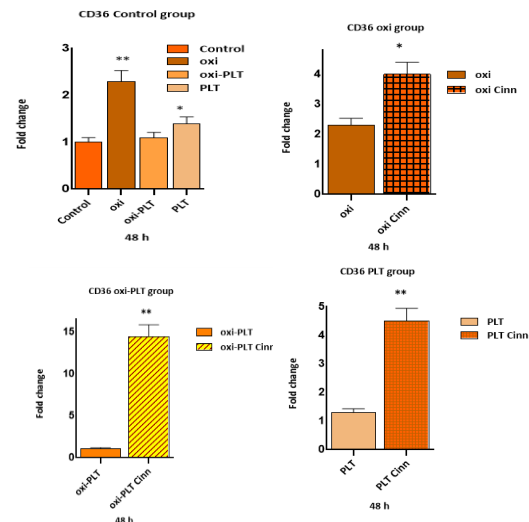 CD36 Control group
Fold change
3
2
1
0
**
*
Control
oxi
oxi-PLT
PLT
Control
oxi
oxi-PLT
PLT
48 h
CD36 oxi group
Fold change
4
3
2
1
0
*
oxi
oxi Cinn
oxi
oxi Cinn
48 h
CD36 oxi-PLT group
Fold change
15
10
5
0
**
oxi-PLT
oxi-PLT Cinr
oxi-PLT
oxi-PLT Cinn
48 h
CD36 PLT group
Fold change
5
4
3
2
1
0
**
PLT
PLT Cinn
PLT
PLT Cinn
48 h